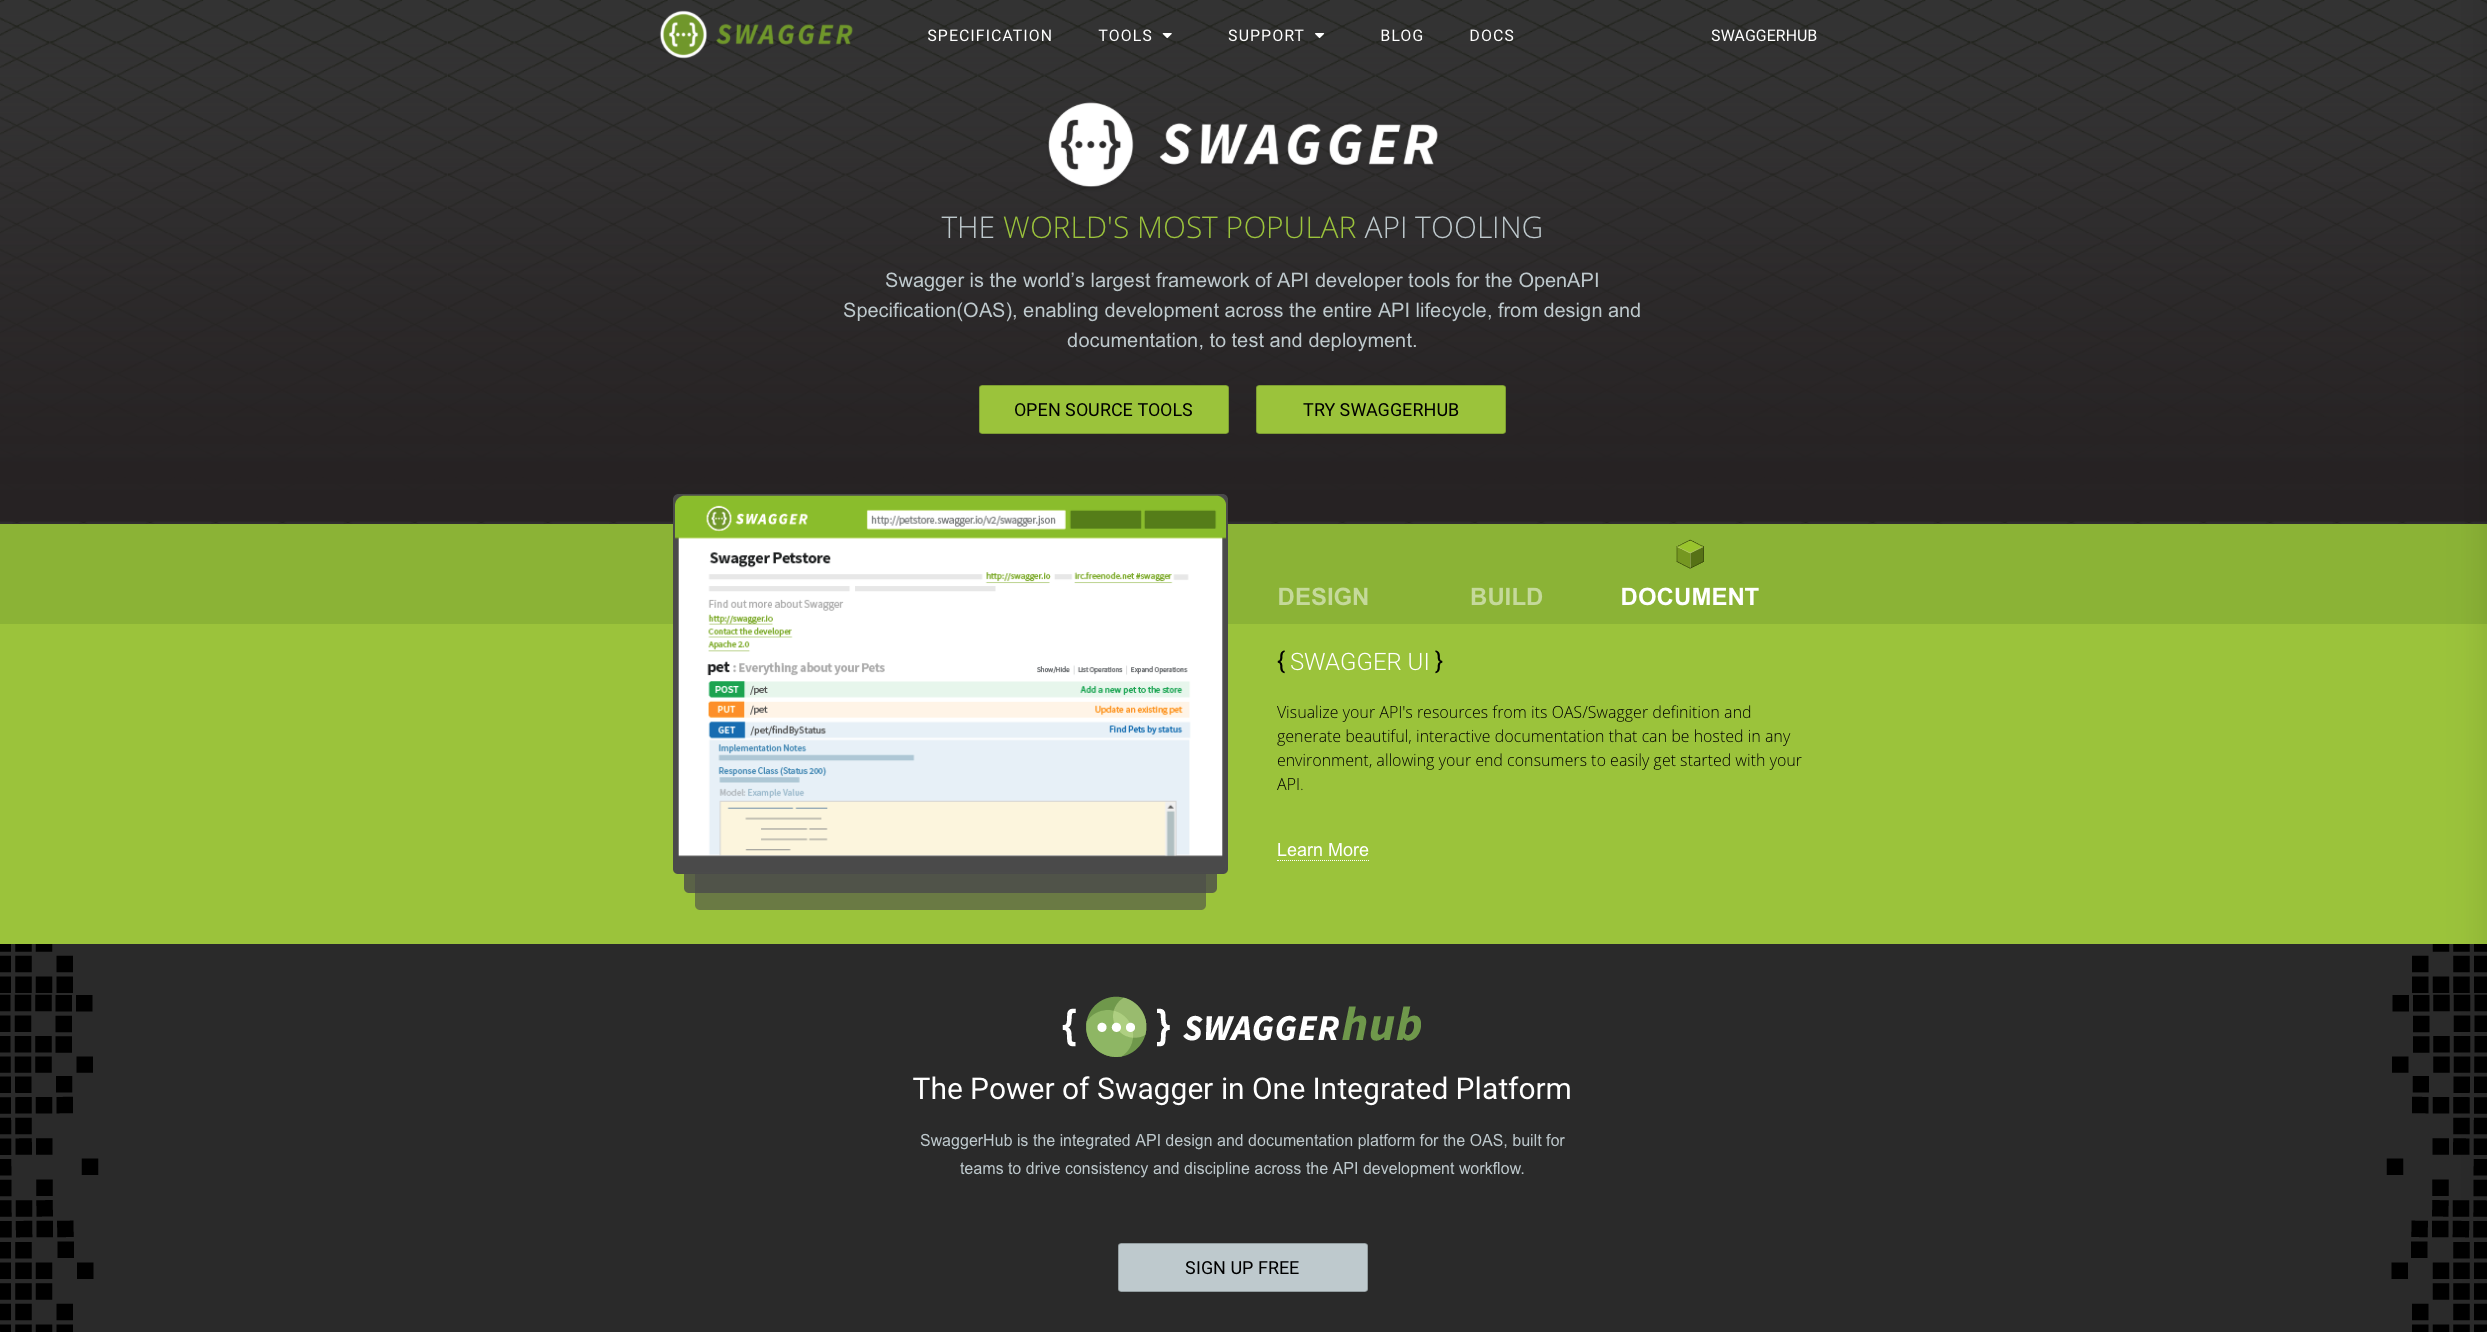 SWAGGER
SPECIFICATION
TOOLS
SUPPORT
BLOG
DOCS
SWAGGERHUB
{...} SWAGGER
THE WORLD'S MOST POPULAR API TOOLING
Swagger is the world’s largest framework of API developer tools for the OpenAPI
Specification(OAS), enabling development across the entire API lifecycle, from design and
documentation, to test and deployment.
OPEN SOURCE TOOLS
TRY SWAGGERHUB
SWAGGER
http://petstore.swagger.io/v2/swagger.json
Swagger Petstore
http://swagger.io
irc.freenode.net #swagger
Find out more about Swagger
http://swagger.io
Contact the developer
Apache 2.0
pet : Everything about your Pets
Show/Hide
List Operations
Expand Operations
POST /pet Add a new pet to the store
PUT /pet Update an existing pet
GET /pet/findByStatus Find Pets by status
Implementation Notes
Response Class (Status 200)
Model: Example Value
DESIGN
BUILD
DOCUMENT
{ SWAGGER UI }
Visualize your API's resources from its OAS/Swagger definition and
generate beautiful, interactive documentation that can be hosted in any
environment, allowing your end consumers to easily get started with your
API.
Learn More
{...} SWAGGERhub
The Power of Swagger in One Integrated Platform
SwaggerHub is the integrated API design and documentation platform for the OAS, built for
teams to drive consistency and discipline across the API development workflow.
SIGN UP FREE